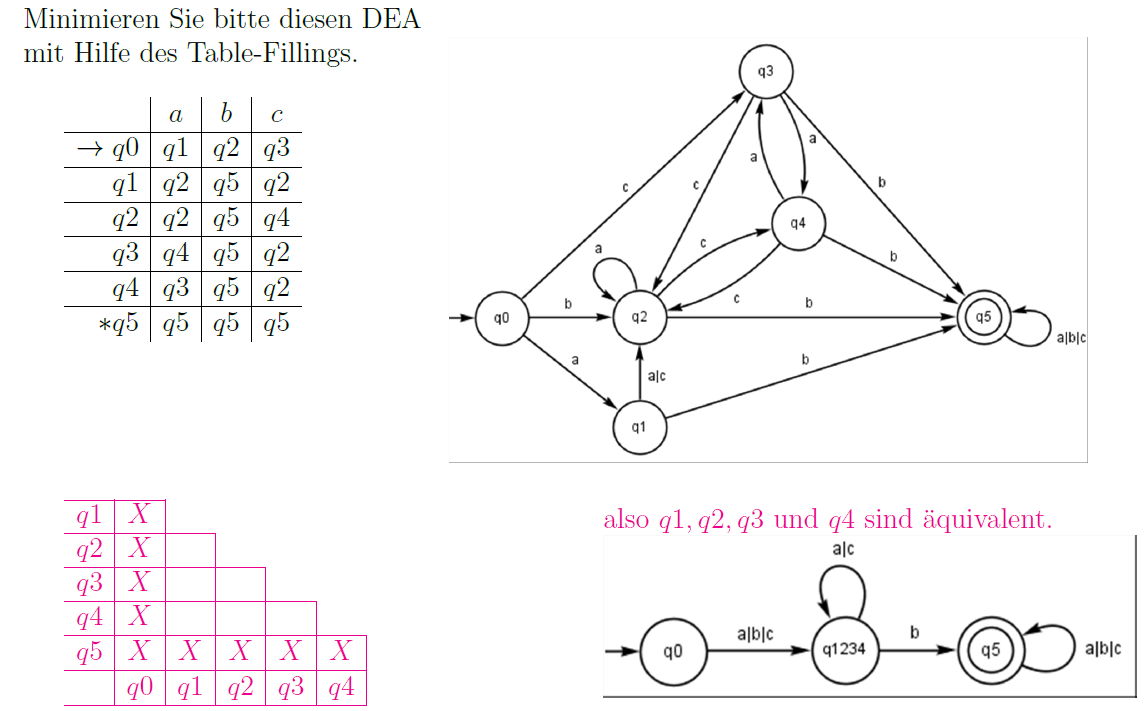 Minimieren Sie bitte diesen DEA
mit Hilfe des Table-Fillings.
a b c
→ q0 q1 q2 q3
q1 q2 q5 q2
q2 q2 q5 q4
q3 q4 q5 q2
q4 q3 q5 q2
*q5 q5 q5 q5
q3
a
a
c
c
b
q4
a
c
b
b
c
b
q0
q2
q5
a
a|c
b
a|b|c
q1
q1 X
q2 X
q3 X
q4 X
q5 X X X X X
q0 q1 q2 q3 q4
also q1, q2, q3 und q4 sind äquivalent.
a|c
a|b|c
b
q0
q1234
q5
a|b|c